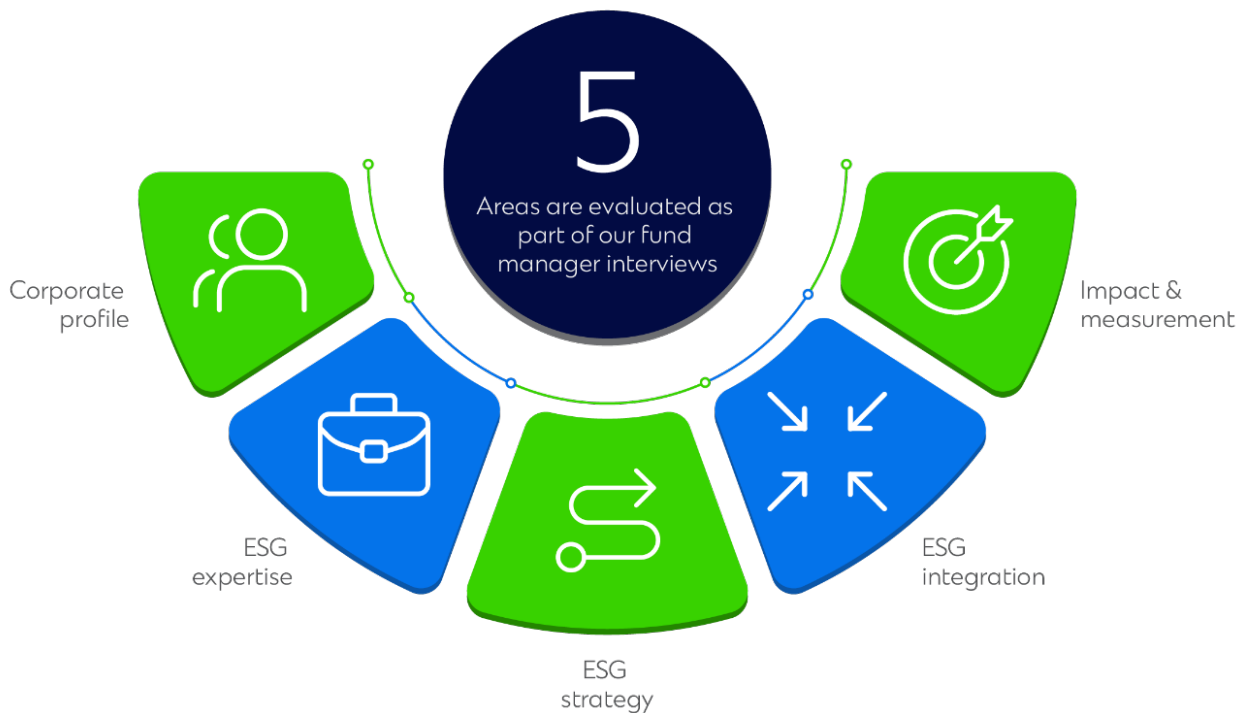 5
Areas are evaluated as
part of our fund
manager interviews
Corporate
profile
ESG
expertise
ESG
strategy
ESG
integration
Impact &
measurement